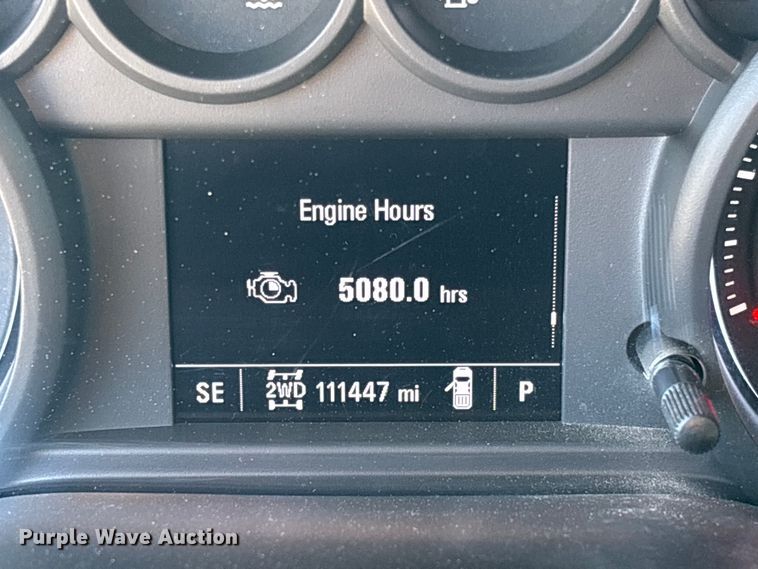 Engine Hours
5080.0 hrs
SE 2WD 111447 mi P
Purple Wave Auction